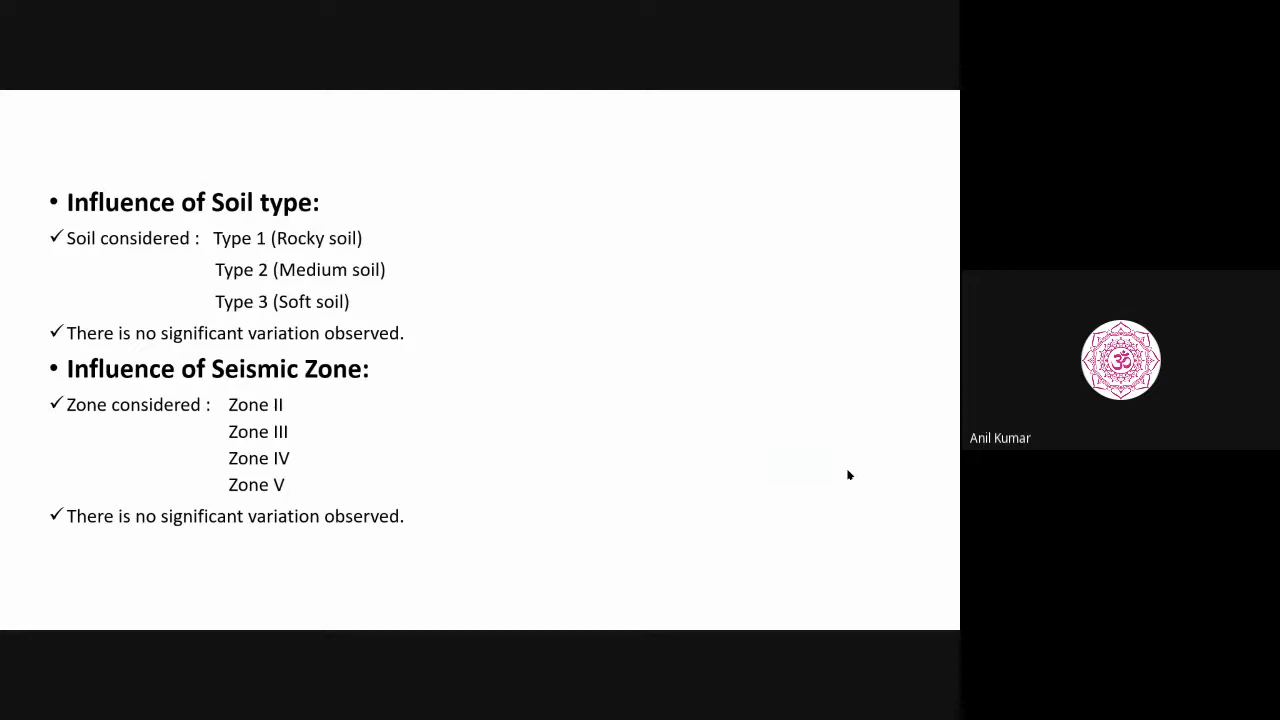 • Influence of Soil type:
✓ Soil considered : Type 1 (Rocky soil)
Type 2 (Medium soil)
Type 3 (Soft soil)
✓ There is no significant variation observed.
• Influence of Seismic Zone:
✓ Zone considered : Zone II
Zone III
Zone IV
Zone V
✓ There is no significant variation observed.
ॐ
Anil Kumar